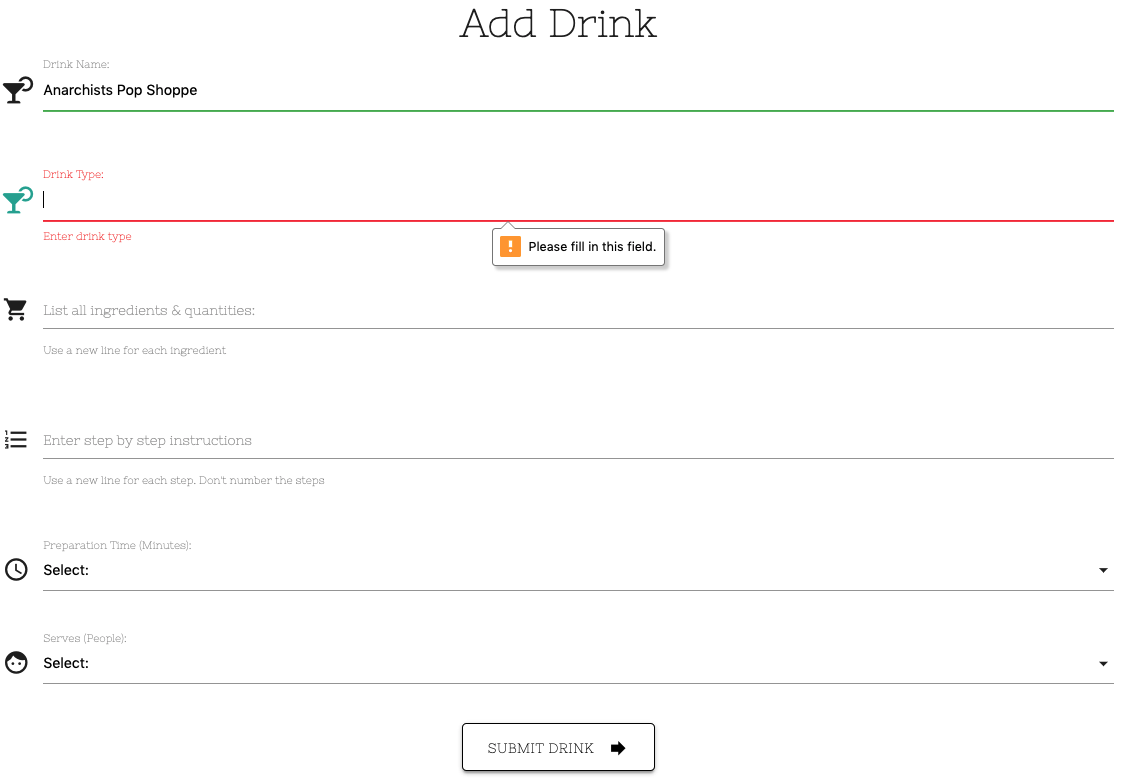 Add Drink
Drink Name:
Anarchists Pop Shoppe
Drink Type:
Enter drink type
Please fill in this field.
List all ingredients & quantities:
Use a new line for each ingredient
Enter step by step instructions
Use a new line for each step. Don't number the steps
Preparation Time (Minutes):
Select:
Serves (People):
Select:
SUBMIT DRINK